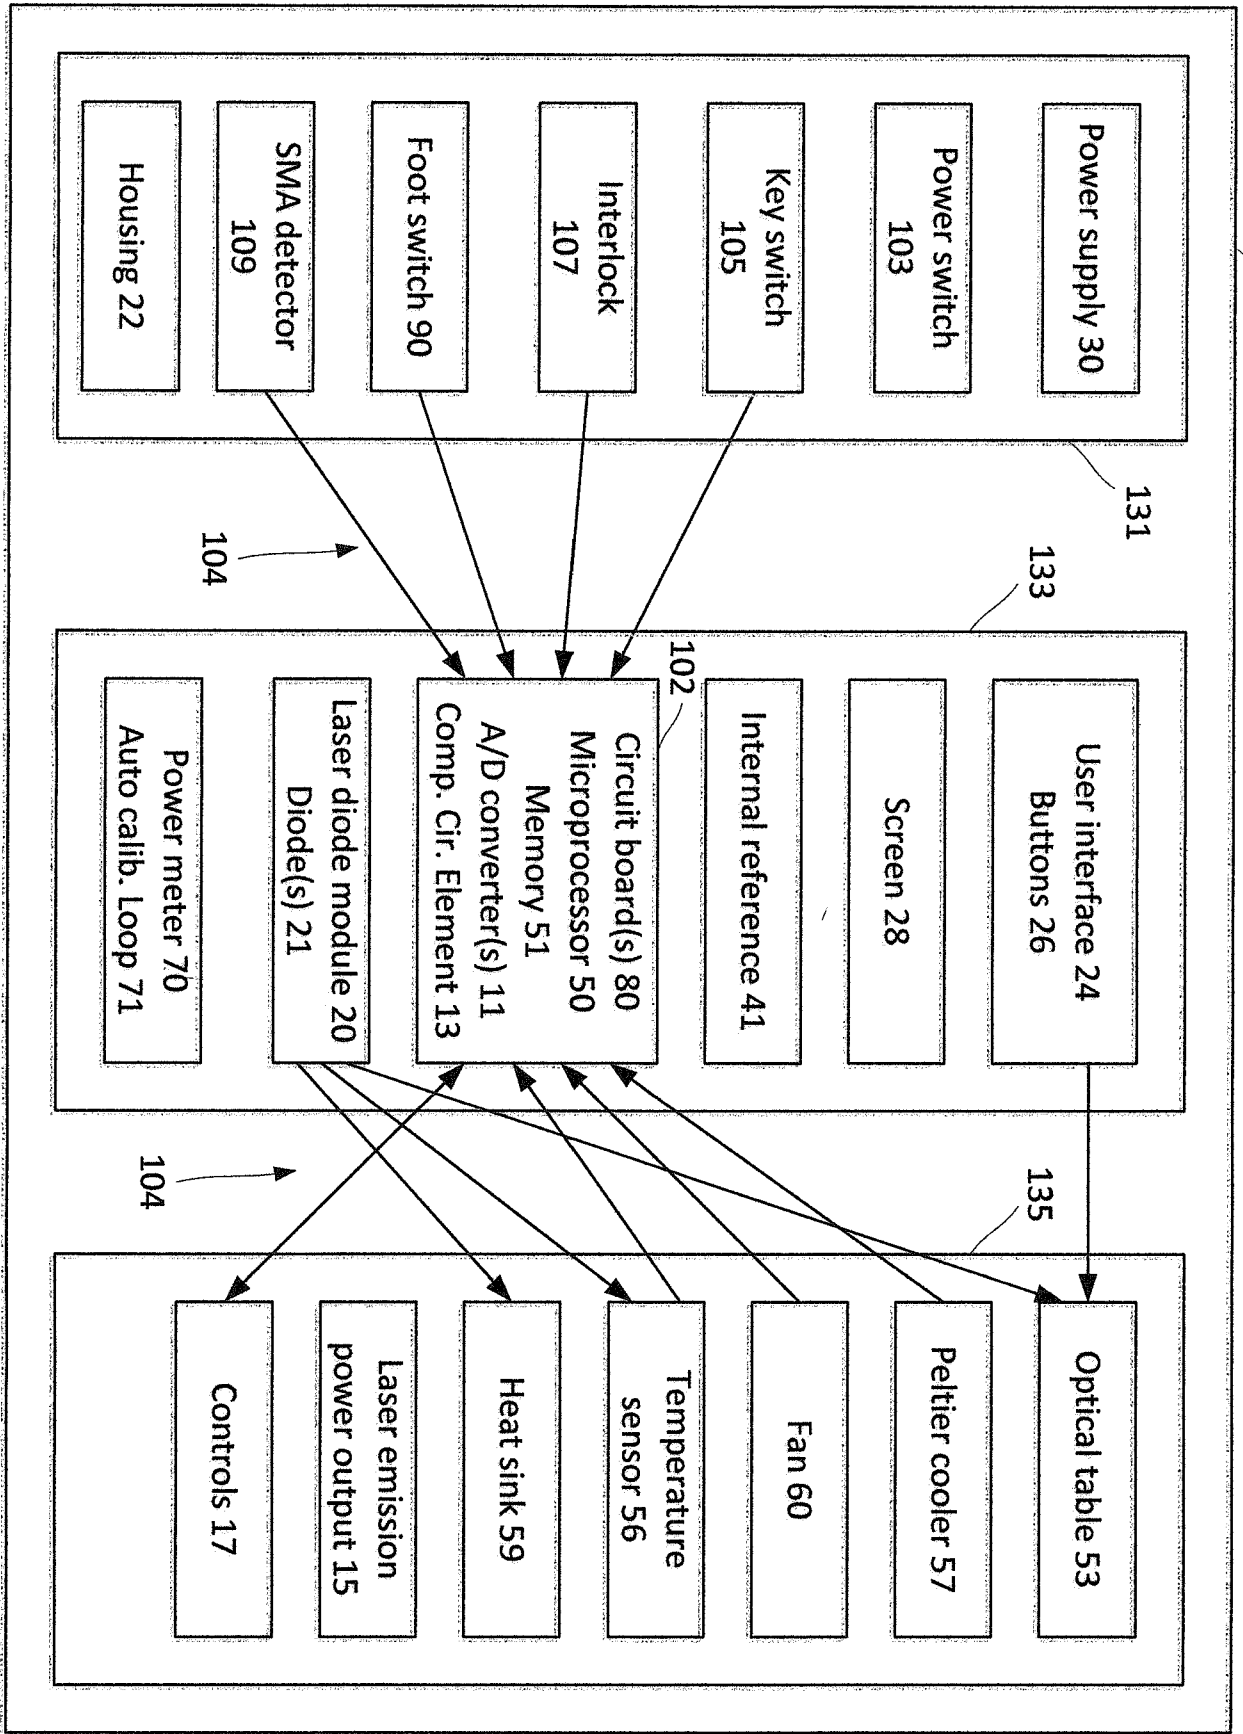 131
Power supply 30
Power switch
103
Key switch
105
Interlock
107
Foot switch 90
SMA detector
109
Housing 22
104
133
User interface 24
Buttons 26
Screen 28
Internal reference 41
102
Circuit board(s) 80
Microprocessor 50
Memory 51
A/D converter(s) 11
Comp. Cir. Element 13
Laser diode module 20
Diode(s) 21
Power meter 70
Auto calib. Loop 71
104
135
Optical table 53
Peltier cooler 57
Fan 60
Temperature
sensor 56
Heat sink 59
Laser emission
power output 15
Controls 17